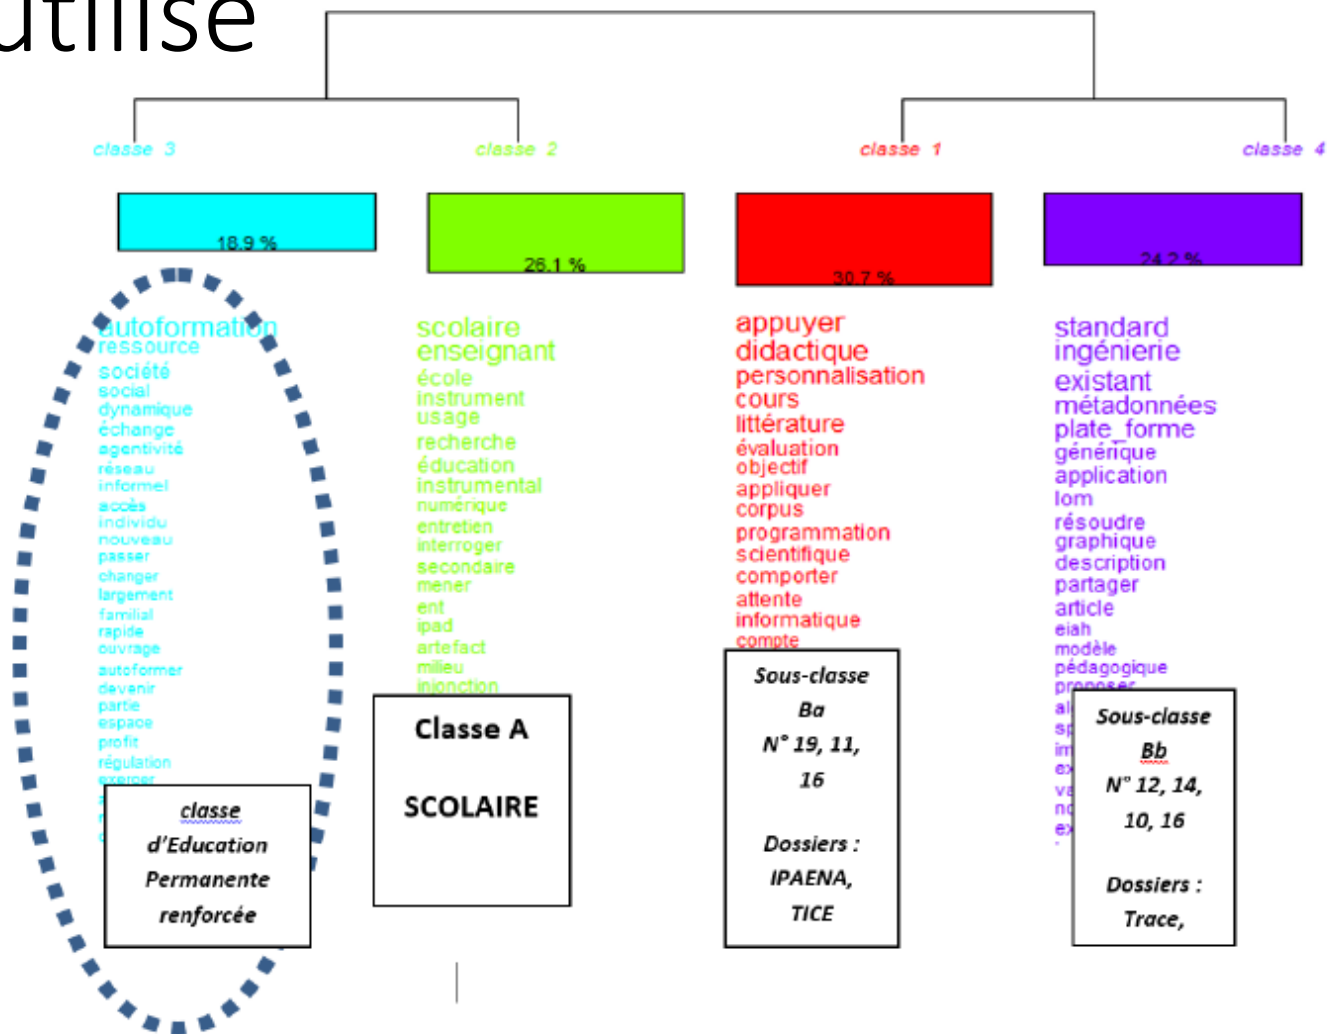 utilisé
classe 3
classe 2
classe 1
classe 4
18.9 %
26.1 %
30.7 %
24.2 %
autoformation
ressource
société
social
dynamique
échange
agentivité
réseau
informel
accès
individu
nouveau
passer
changer
largement
familial
rapide
ouvrage
autoformer
devenir
partie
espace
profit
régulation
exercer
classe
d'Education
Permanente
renforcée
scolaire
enseignant
école
instrument
usage
recherche
éducation
instrumental
numérique
entretien
interroger
secondaire
mener
ent
ipad
artefact
milieu
injonction
Classe A
SCOLAIRE
appuyer
didactique
personnalisation
cours
littérature
évaluation
objectif
appliquer
corpus
programmation
scientifique
comporter
attente
informatique
compte
Sous-classe
Ba
N° 19, 11,
16
Dossiers :
IPAENA,
TICE
standard
ingénierie
existant
métadonnées
plate_forme
générique
application
lom
résoudre
graphique
description
partager
article
eiah
modèle
pédagogique
proposer
Sous-classe
Bb
N° 12, 14,
10, 16
Dossiers :
Trace,